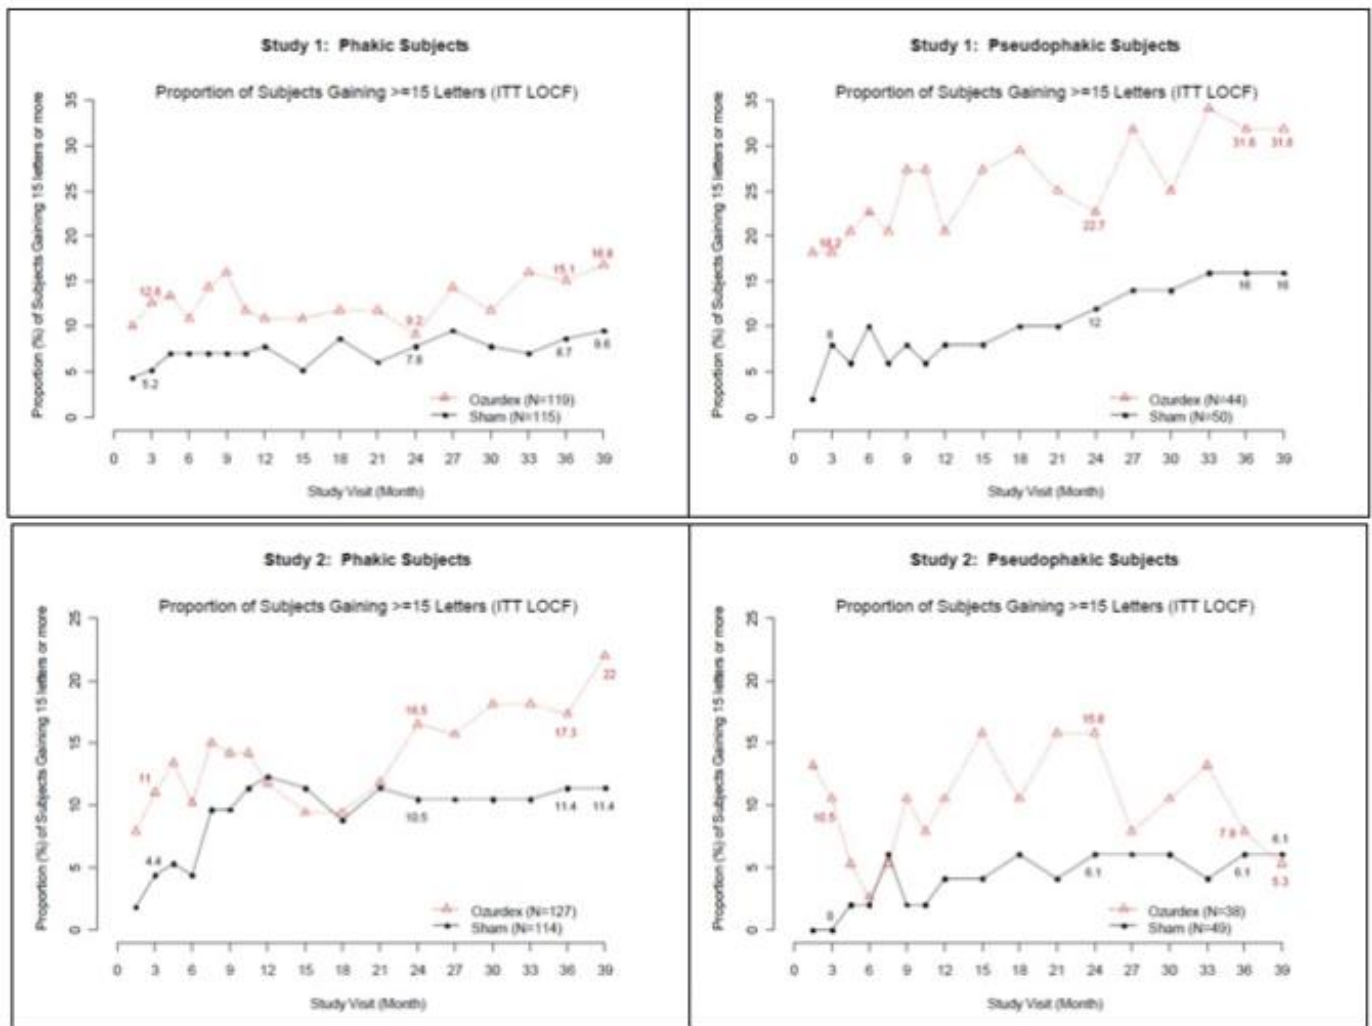 Study 1: Phakic Subjects
Proportion of Subjects Gaining >=15 Letters (ITT LOCF)
Proportion (%) of Subjects Gaining 15 letters or more
35
30
25
20
15
10
5
0
12.6
9.2
15.1
16.8
5.2
7.8
8.7
9.6
Ozurdex (N=119)
Sham (N=115)
0 3 6 9 12 15 18 21 24 27 30 33 36 39
Study Visit (Month)
Study 1: Pseudophakic Subjects
Proportion of Subjects Gaining >=15 Letters (ITT LOCF)
Proportion (%) of Subjects Gaining 15 letters or more
35
30
25
20
15
10
5
0
18.2
22.7
31.8
31.8
8
12
16
16
Ozurdex (N=44)
Sham (N=50)
0 3 6 9 12 15 18 21 24 27 30 33 36 39
Study Visit (Month)
Study 2: Phakic Subjects
Proportion of Subjects Gaining >=15 Letters (ITT LOCF)
Proportion (%) of Subjects Gaining 15 letters or more
25
20
15
10
5
0
11
16.5
17.3
22
4.4
10.5
11.4
11.4
Ozurdex (N=127)
Sham (N=114)
0 3 6 9 12 15 18 21 24 27 30 33 36 39
Study Visit (Month)
Study 2: Pseudophakic Subjects
Proportion of Subjects Gaining >=15 Letters (ITT LOCF)
Proportion (%) of Subjects Gaining 15 letters or more
25
20
15
10
5
0
10.5
15.8
7.9
5.3
0
6.1
6.1
6.1
Ozurdex (N=38)
Sham (N=49)
0 3 6 9 12 15 18 21 24 27 30 33 36 39
Study Visit (Month)